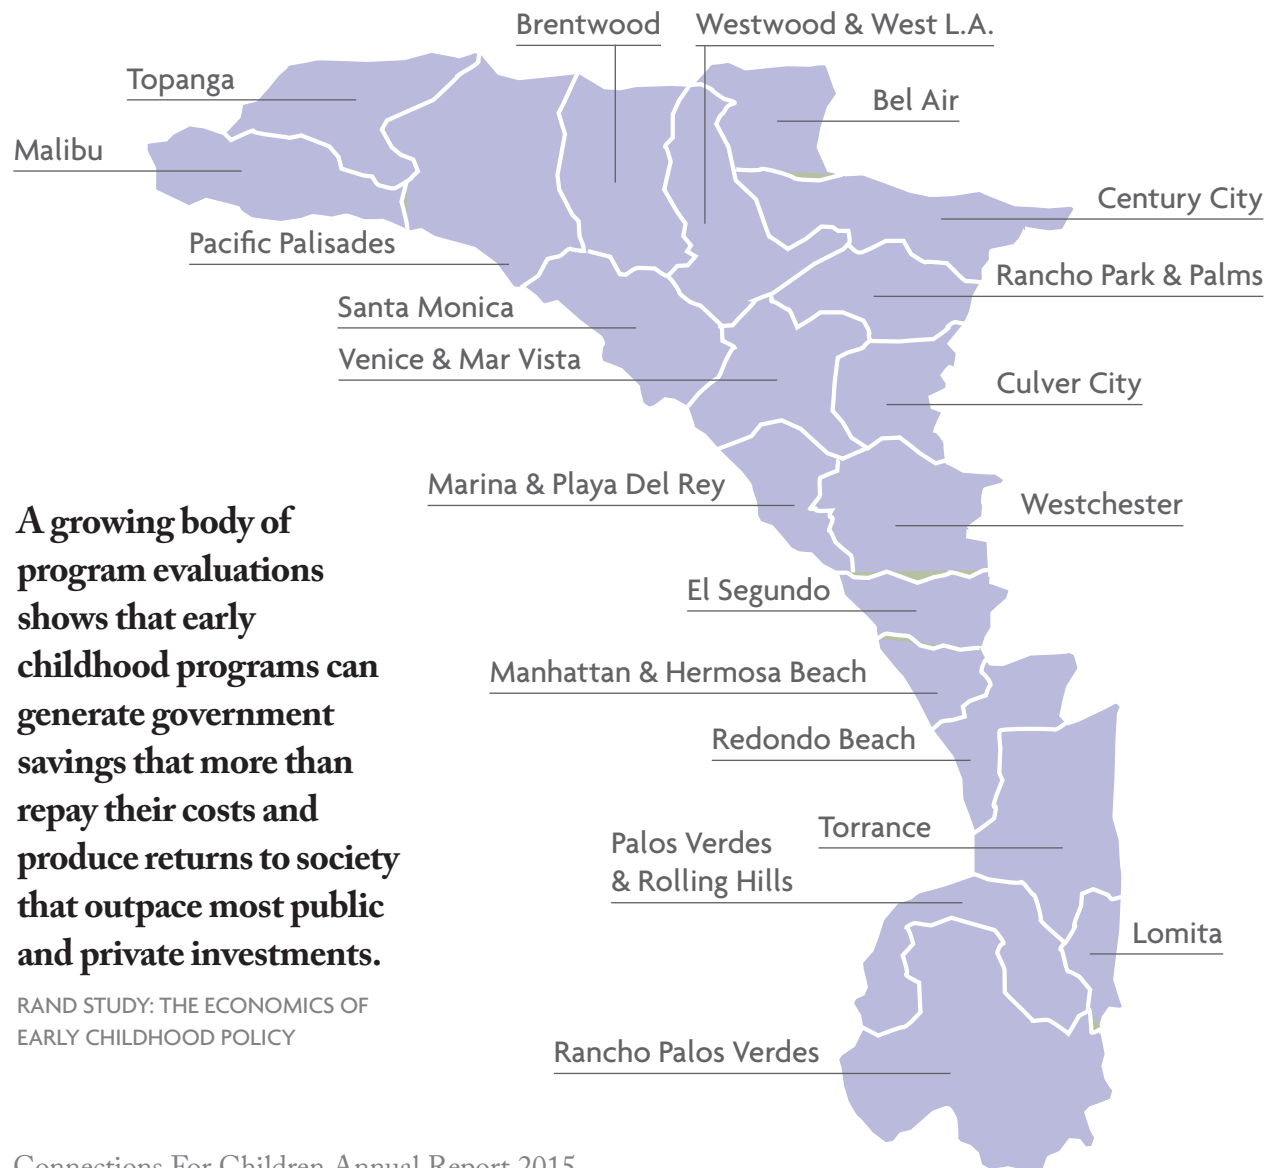 Brentwood
Westwood & West L.A.
Topanga
Bel Air
Malibu
Century City
Pacific Palisades
Rancho Park & Palms
Santa Monica
Venice & Mar Vista
Culver City
Marina & Playa Del Rey
Westchester
A growing body of
program evaluations
shows that early
childhood programs can
generate government
savings that more than
repay their costs and
produce returns to society
that outpace most public
and private investments.
RAND STUDY: THE ECONOMICS OF
EARLY CHILDHOOD POLICY
El Segundo
Manhattan & Hermosa Beach
Redondo Beach
Torrance
Palos Verdes
& Rolling Hills
Lomita
Rancho Palos Verdes
Connections For Children Annual Report 2015